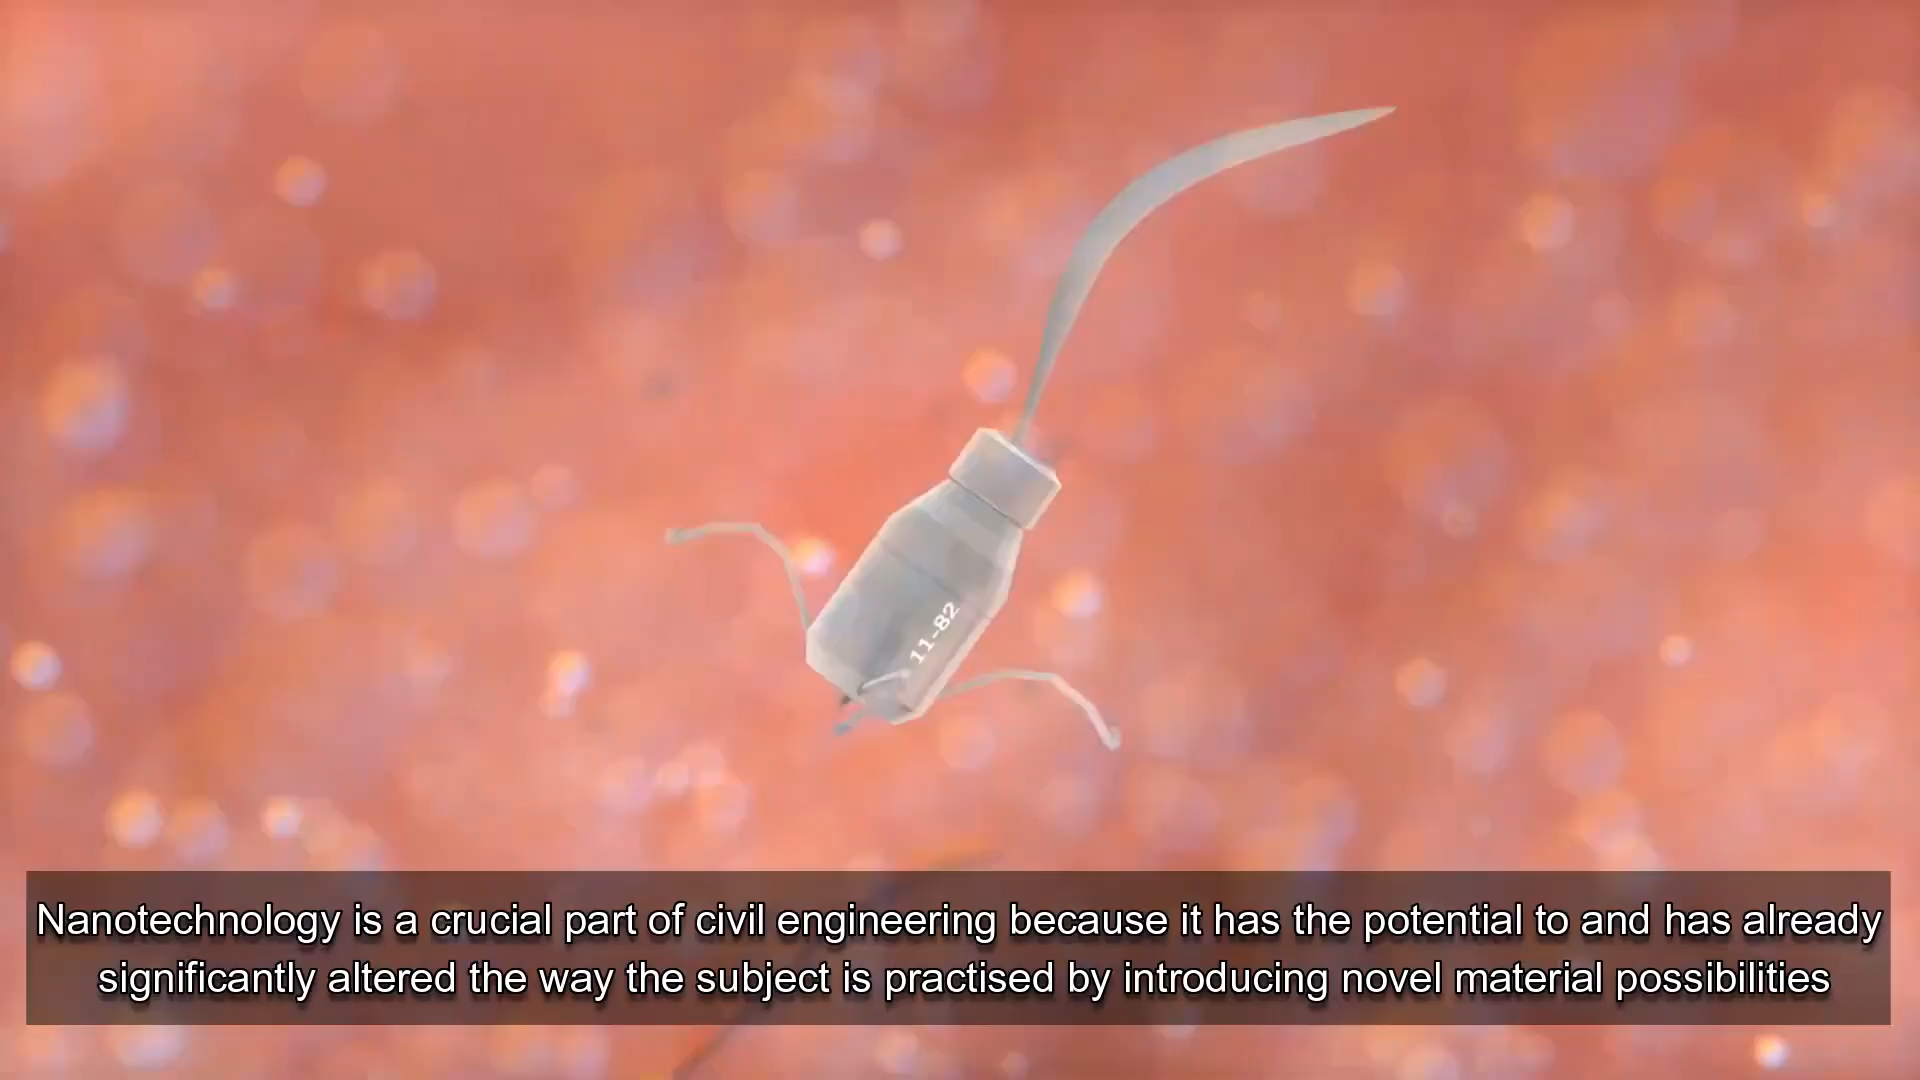 11-82
Nanotechnology is a crucial part of civil engineering because it has the potential to and has already
significantly altered the way the subject is practised by introducing novel material possibilities